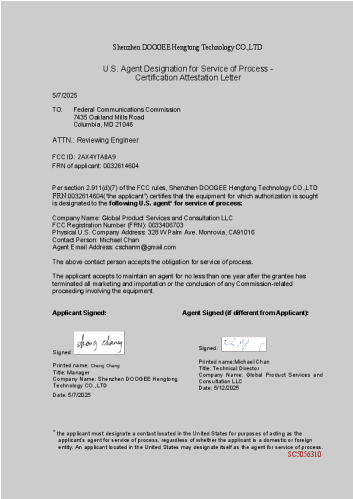 Shenzhen DOOGEE Hengtong Technology CO.,LTD
U.S. Agent Designation for Service of Process -
Certification Attestation Letter
5/7/2025
TO: Federal Communications Commission
7435 Oakland Mills Road
Columbia, MD 21046
ATTN.: Reviewing Engineer
FCC ID: 2AX4YTA8A9
FRN of applicant: 0032614604
Per section 2.911(d)(7) of the FCC rules, Shenzhen DOOGEE Hengtong Technology CO.,LTD
FRN 0032614604("the applicant") certifies that the equipment for which authorization is sought
is designated to the following U.S. agent* for service of process:
Company Name: Global Product Services and Consultation LLC
FCC Registration Number (FRN): 0033406703
Physical U.S. Company Address: 328 W Palm Ave. Monrovia, CA91016
Contact Person: Michael Chan
Agent Email Address: cschanm@gmail.com
The above contact person accepts the obligation for service of process.
The applicant accepts to maintain an agent for no less than one year after the grantee has
terminated all marketing and importation or the conclusion of any Commission-related
proceeding involving the equipment.
Applicant Signed: Agent Signed (if different from Applicant):
Signed: cheng chang
Signed:
Printed name: Cheng Chang
Title: Manager
Company Name: Shenzhen DOOGEE Hengtong
Technology CO.,LTD
Date: 5/7/2025
Printed name:Michael Chan
Title: Technical Director
Company Name: Global Product Services and
Consultation LLC
Date: 5/12/2025
* the applicant must designate a contact located in the United States for purposes of acting as the
applicant's agent for service of process, regardless of whether the applicant is a domestic or foreign
entity. An applicant located in the United States may designate itself as the agent for service of process.
SC5056310